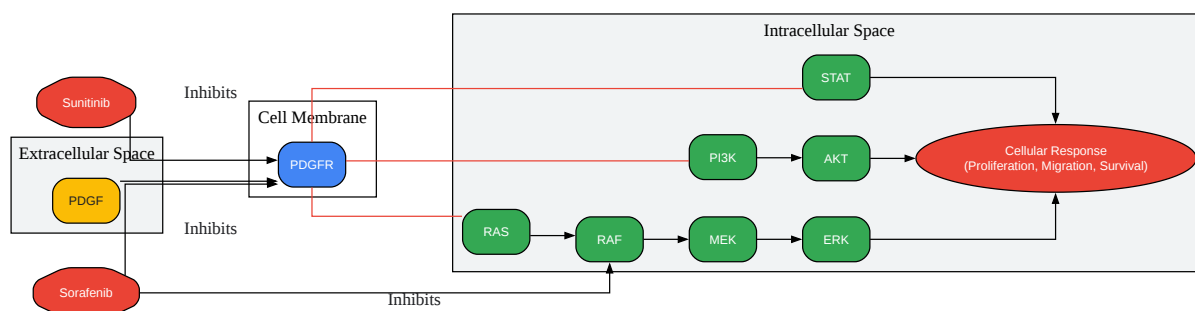 Intracellular Space
STAT
Sunitinib
Inhibits
Cell Membrane
Extracellular Space
PDGFR
PI3K
AKT
Cellular Response
(Proliferation, Migration, Survival)
PDGF
Inhibits
RAS
RAF
MEK
ERK
Sorafenib
Inhibits